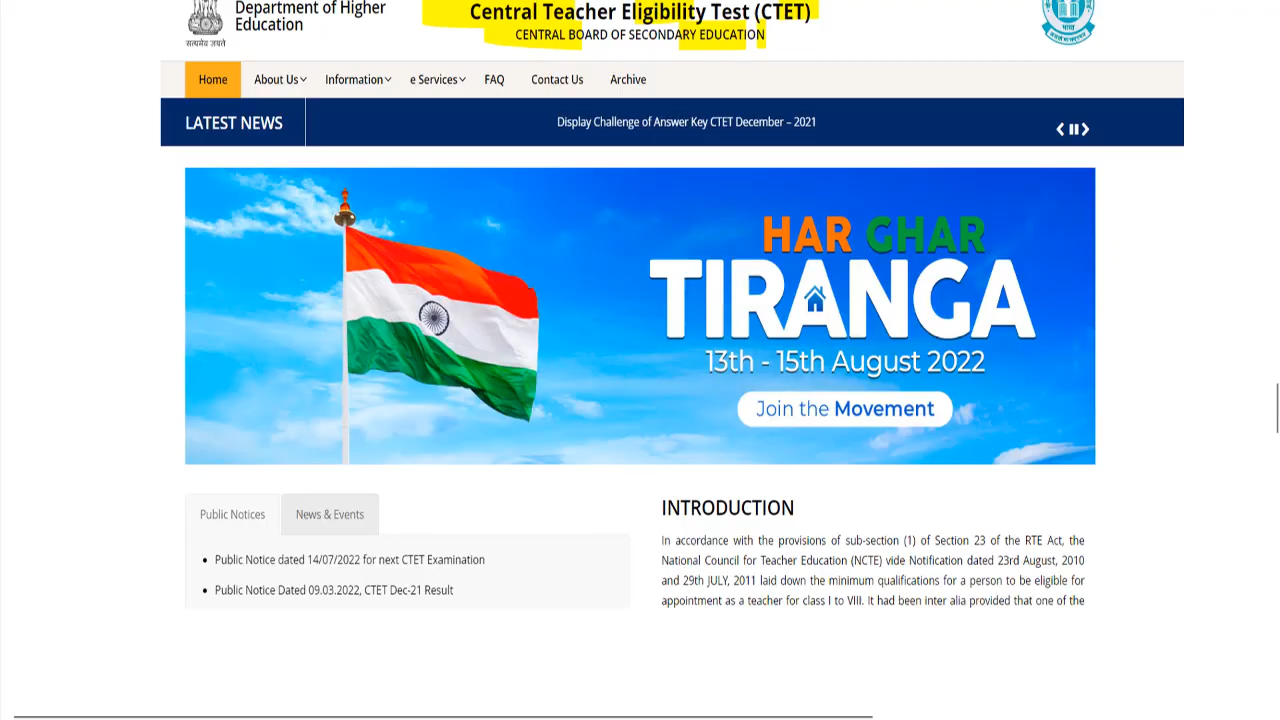 Department of Higher
Education
सत्यमेव जयते
Central Teacher Eligibility Test (CTET)
CENTRAL BOARD OF SECONDARY EDUCATION
भारत
Home About Us Information e Services FAQ Contact Us Archive
LATEST NEWS
Display Challenge of Answer Key CTET December – 2021
HAR GHAR
TIRANGA
13th - 15th August 2022
Join the Movement
Public Notices News & Events
Public Notice dated 14/07/2022 for next CTET Examination
Public Notice Dated 09.03.2022, CTET Dec-21 Result
INTRODUCTION
In accordance with the provisions of sub-section (1) of Section 23 of the RTE Act, the
National Council for Teacher Education (NCTE) vide Notification dated 23rd August, 2010
and 29th JULY, 2011 laid down the minimum qualifications for a person to be eligible for
appointment as a teacher for class I to VIII. It had been inter alia provided that one of the